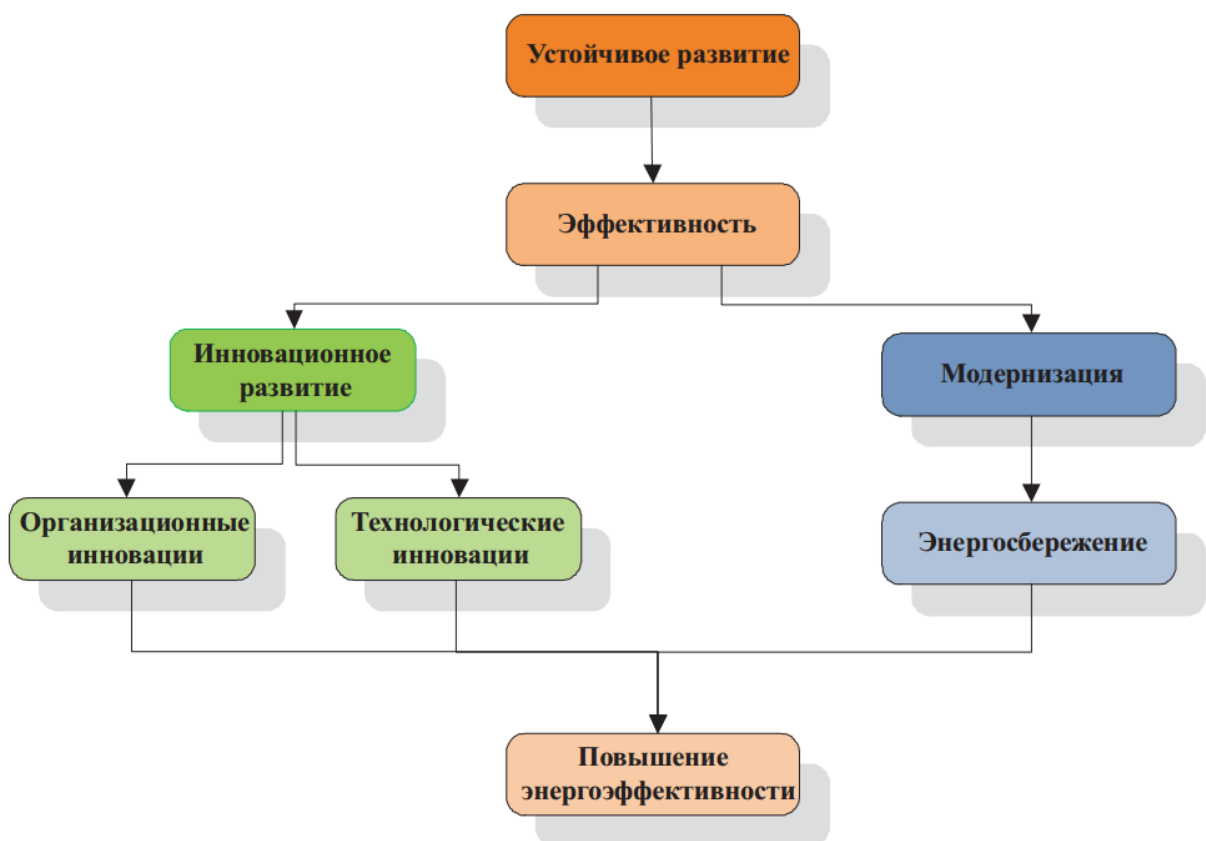 Устойчивое развитие
Эффективность
Инновационное
развитие
Модернизация
Организационные
инновации
Технологические
инновации
Энергосбережение
Повышение
энергоэффективности